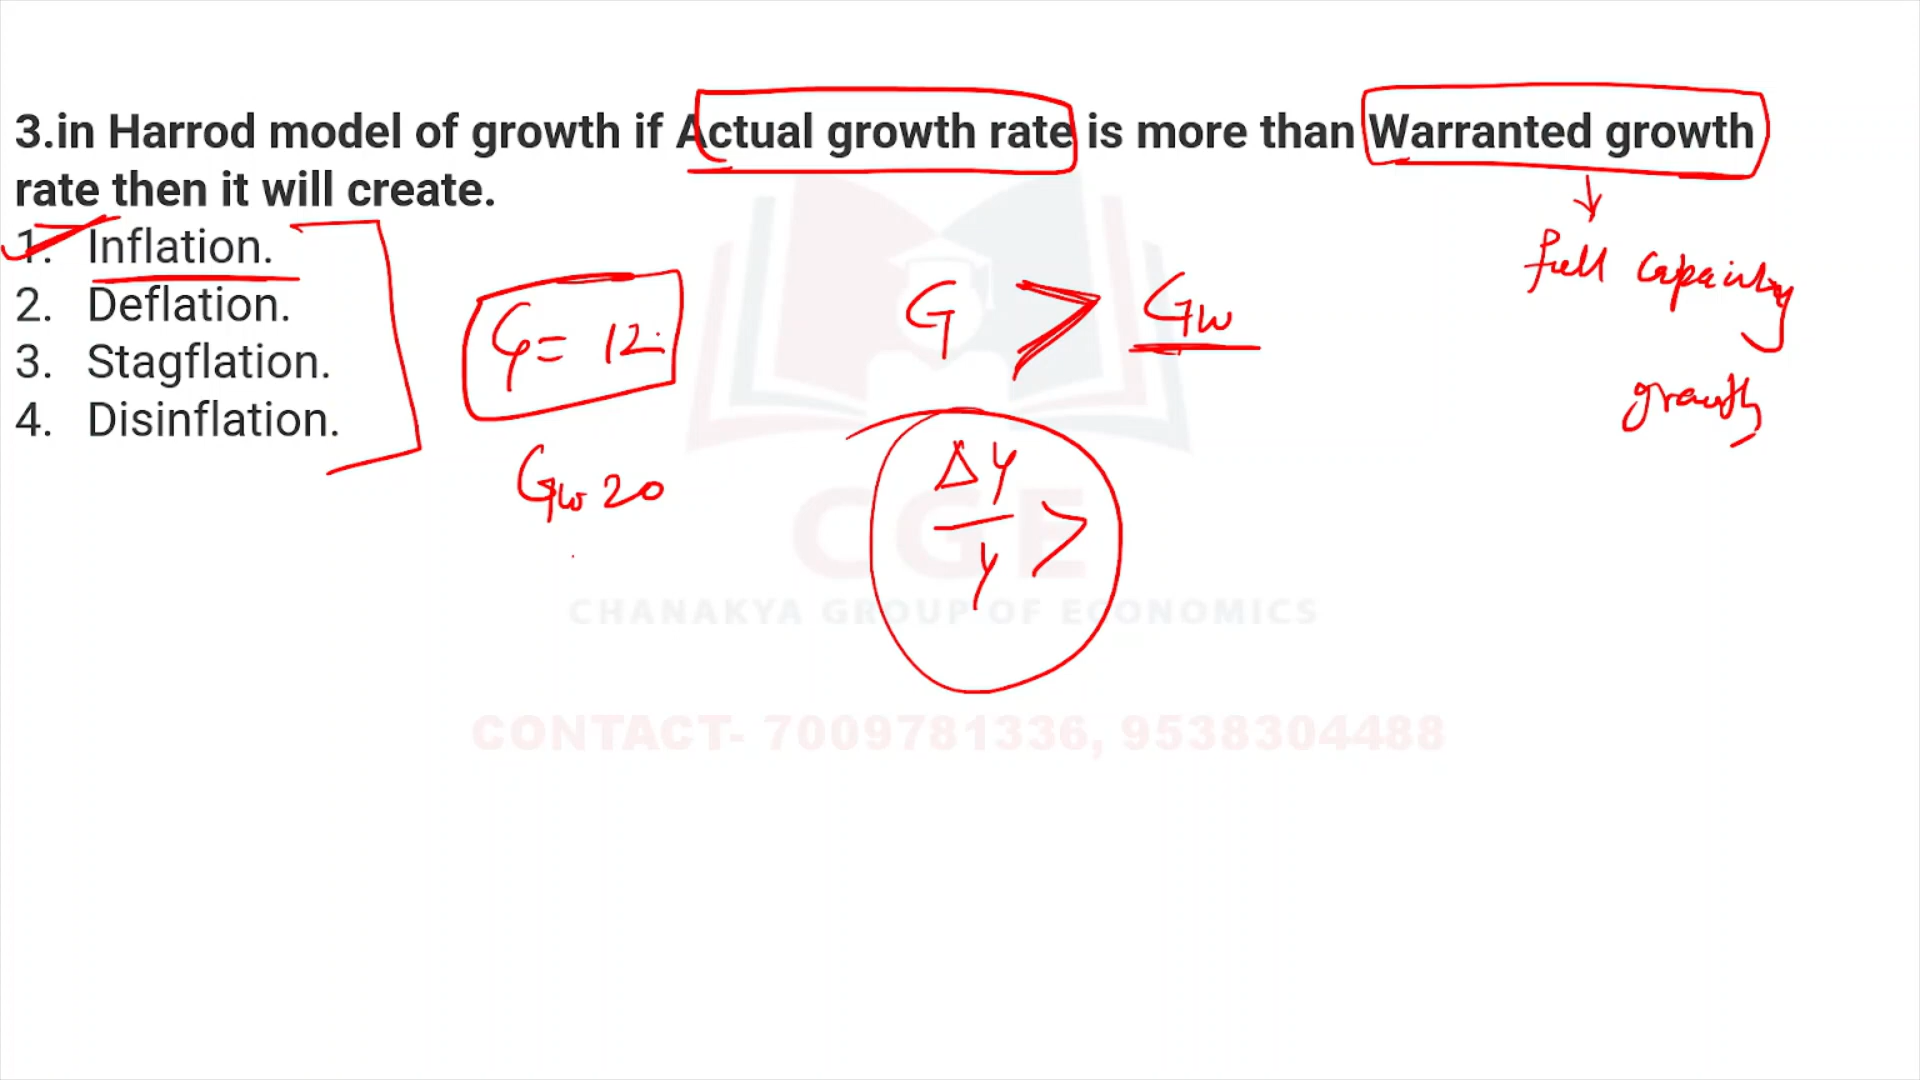 3.in Harrod model of growth if Actual growth rate is more than Warranted growth
rate then it will create.
1. Inflation.
2. Deflation.
3. Stagflation.
4. Disinflation.
full capacity
growth
G = 12
G > Gw
Gw 20
ΔY
Y >
CGE
CHANAKYA GROUP OF ECONOMICS
CONTACT- 7009781336, 9538304488